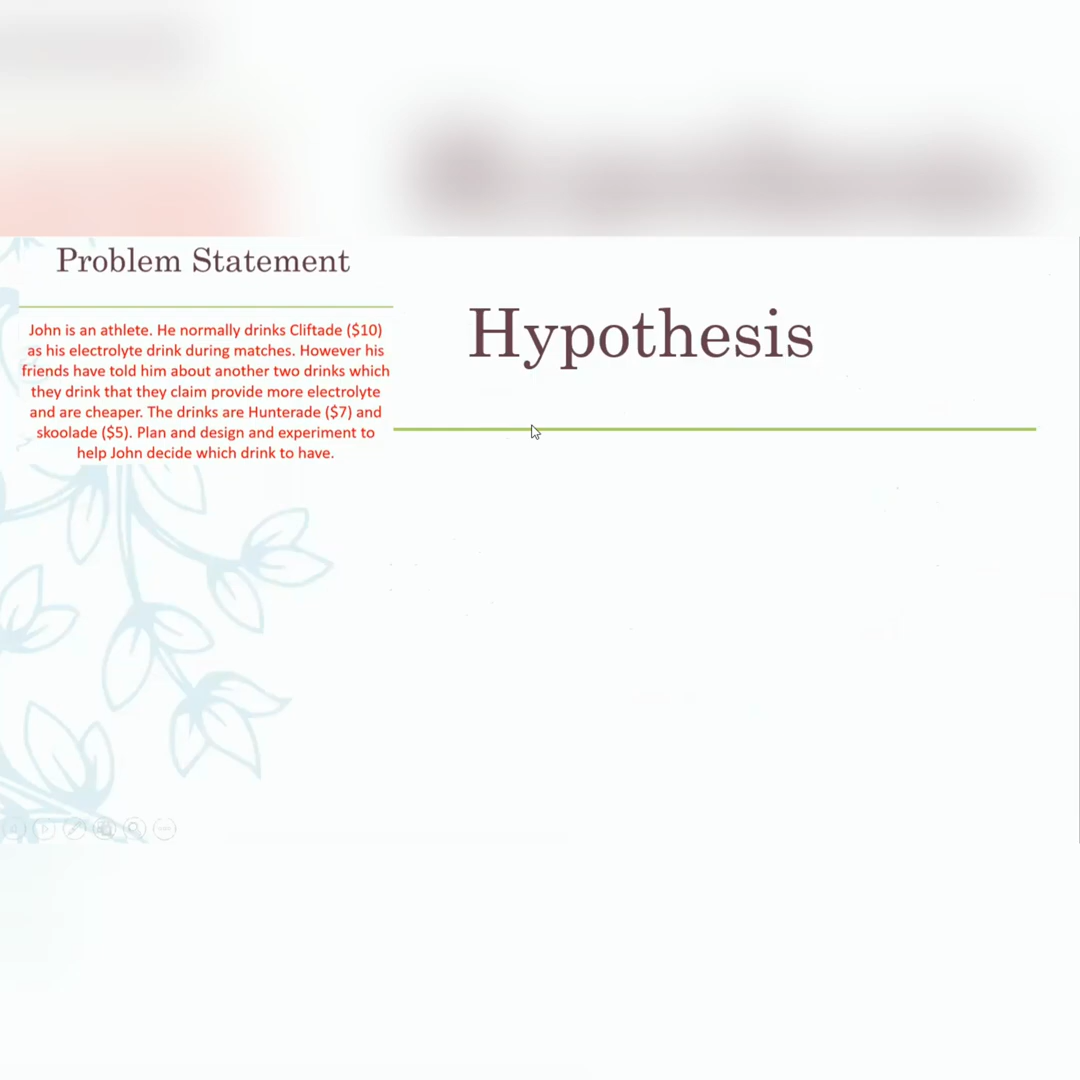 Problem Statement
John is an athlete. He normally drinks Cliftade ($10)
as his electrolyte drink during matches. However his
friends have told him about another two drinks which
they drink that they claim provide more electrolyte
and are cheaper. The drinks are Hunterade ($7) and
skoolade ($5). Plan and design and experiment to
help John decide which drink to have.
Hypothesis